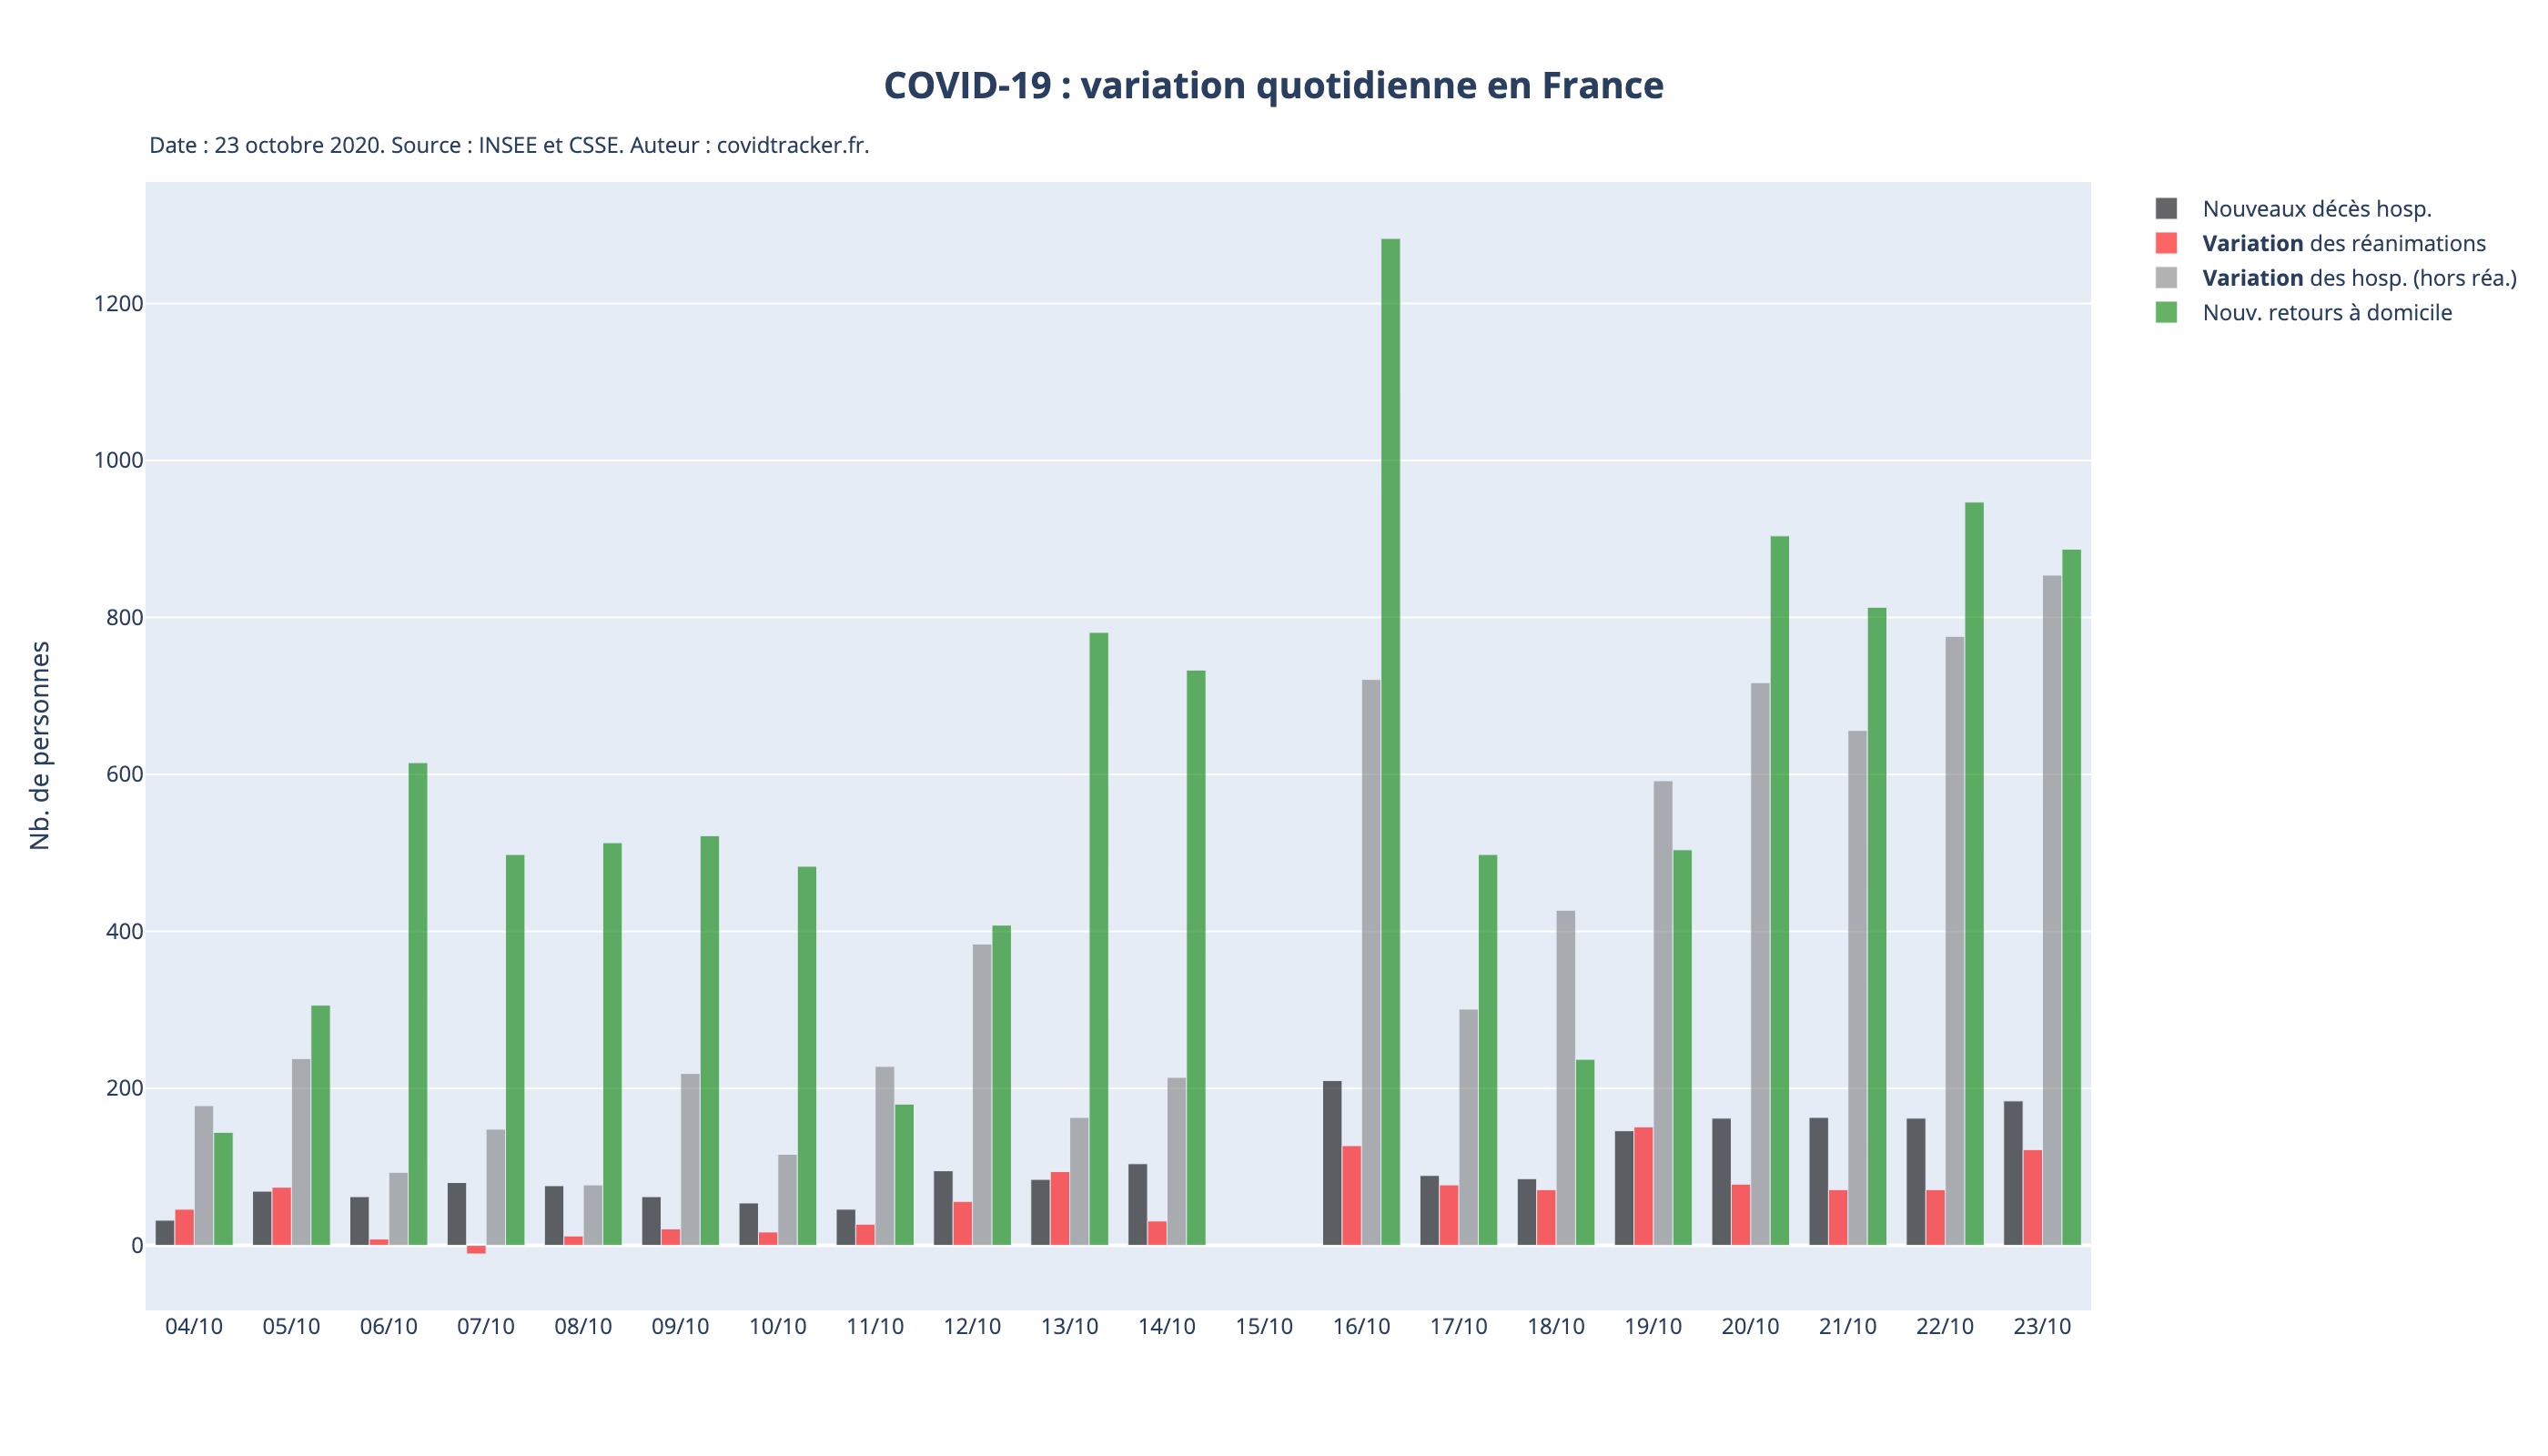 COVID-19 : variation quotidienne en France
Date : 23 octobre 2020. Source : INSEE et CSSE. Auteur : covidtracker.fr.
Nouveaux décès hosp.
Variation des réanimations
Variation des hosp. (hors réa.)
Nouv. retours à domicile
Nb. de personnes
1200
1000
800
600
400
200
0
04/10 05/10 06/10 07/10 08/10 09/10 10/10 11/10 12/10 13/10 14/10 15/10 16/10 17/10 18/10 19/10 20/10 21/10 22/10 23/10